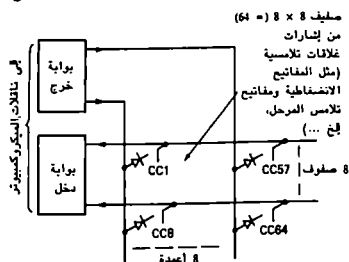 صفيف 8 × 8 (= 64)
من إشارات
غلاقات تلامسية
(مثل المفاتيح
الانضغاطية ومفاتيح
تلامس المرحل،
إلخ ...)
إلى ناقلات الميكروكمبيوتر
بوابة
خرج
بوابة
دخل
CC1
CC57
8 صفوف
CC8
CC64
8 أعمدة